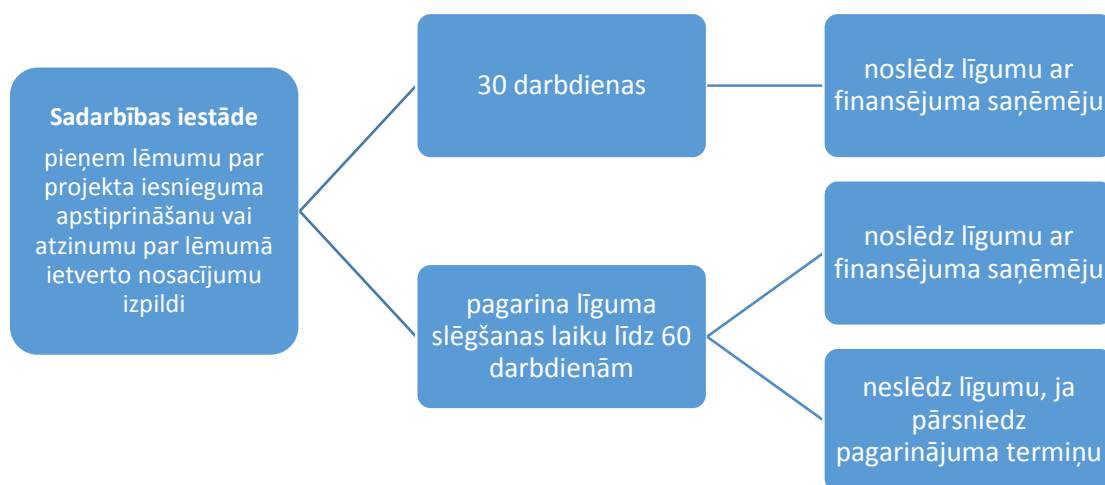 Sadarbības iestāde
pieņem lēmumu par
projekta iesnieguma
apstiprināšanu vai
atzinumu par lēmumā
ietverto nosacījumu
izpildi
30 darbdienas
noslēdz līgumu ar
finansējuma saņēmēju
pagarina līguma
slēgšanas laiku līdz 60
darbdienām
noslēdz līgumu ar
finansējuma saņēmēju
neslēdz līgumu, ja
pārsniedz
pagarinājuma termiņu